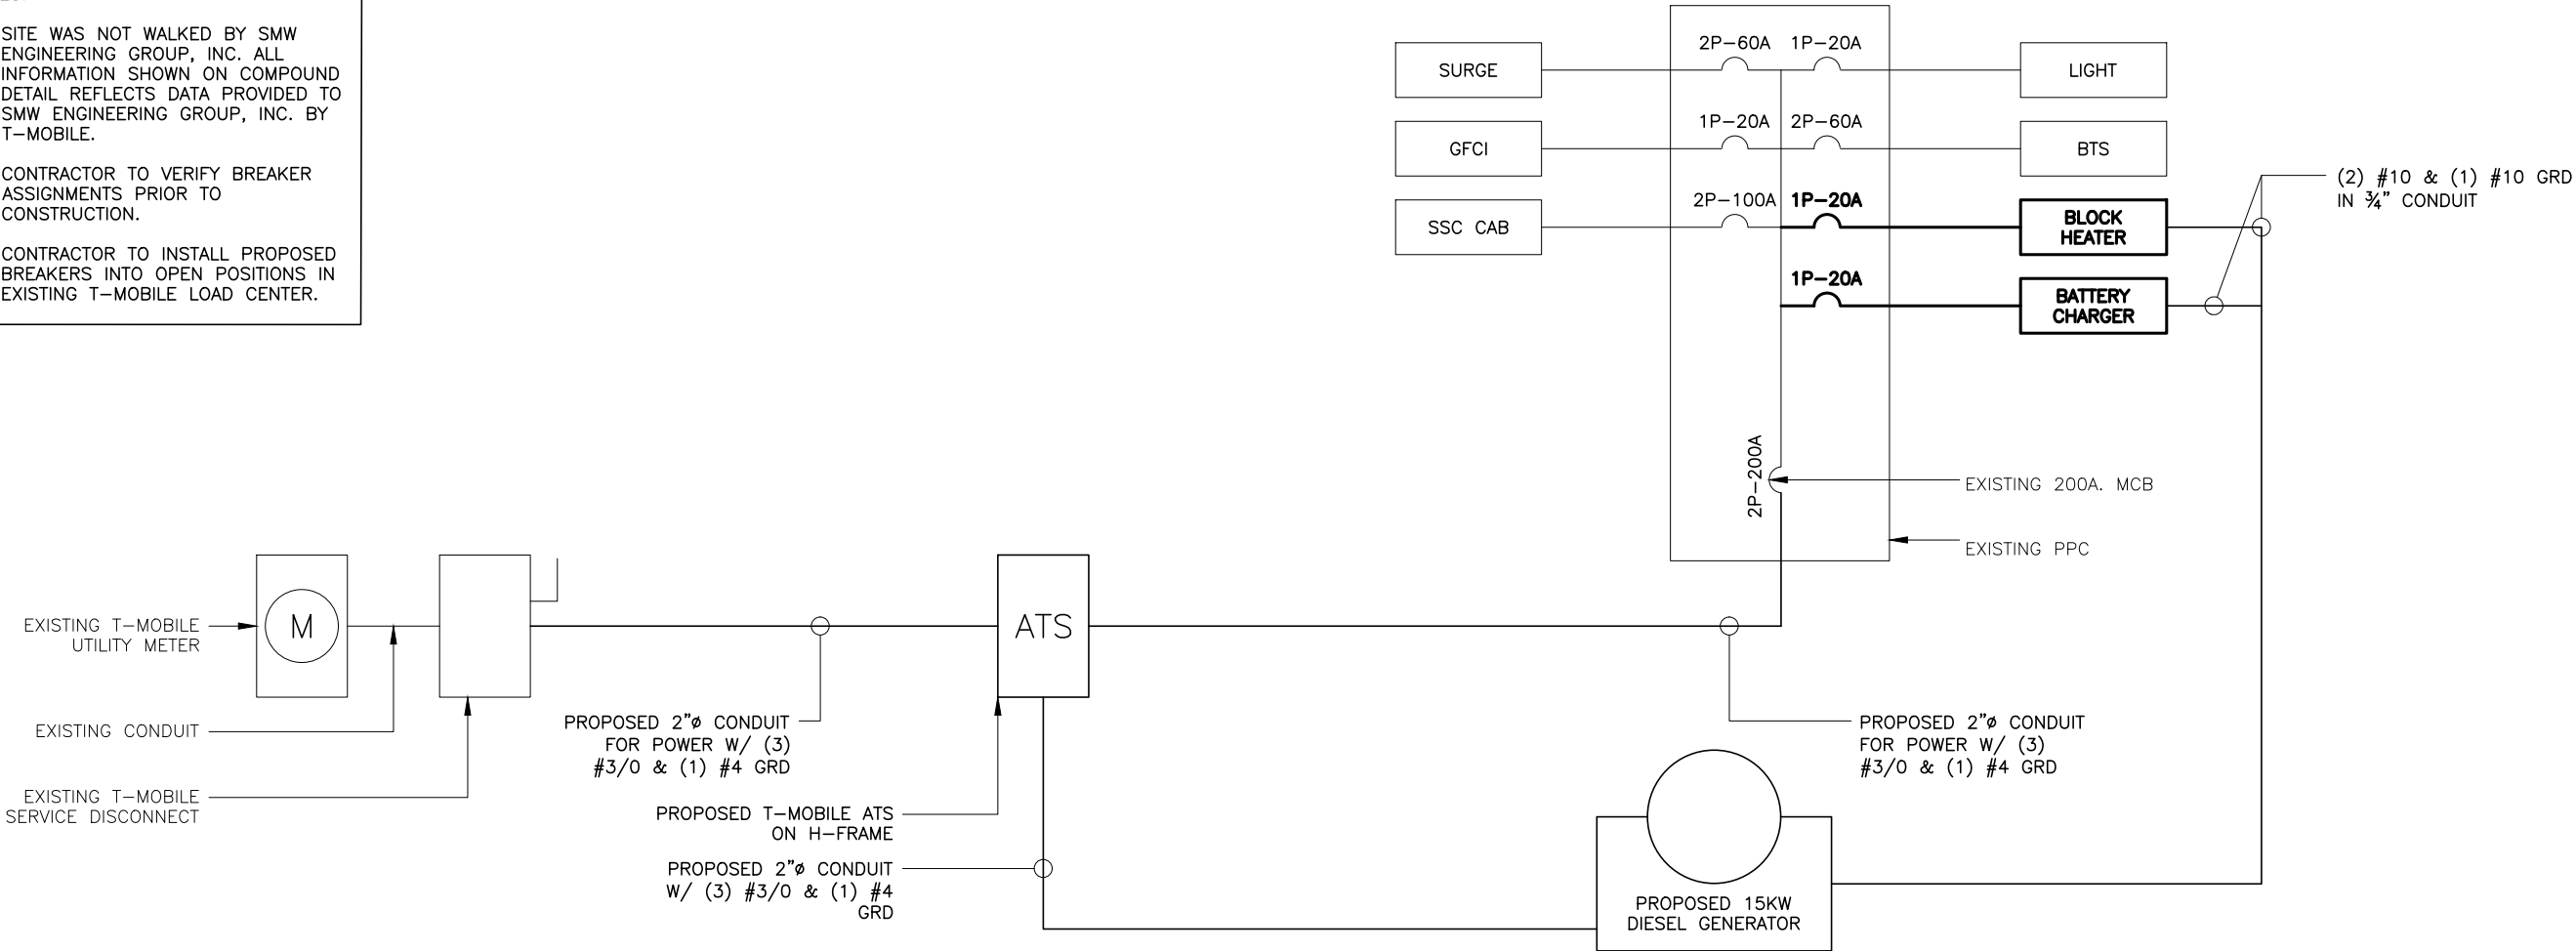 SITE WAS NOT WALKED BY SMW
ENGINEERING GROUP, INC. ALL
INFORMATION SHOWN ON COMPOUND
DETAIL REFLECTS DATA PROVIDED TO
SMW ENGINEERING GROUP, INC. BY
T-MOBILE.
CONTRACTOR TO VERIFY BREAKER
ASSIGNMENTS PRIOR TO
CONSTRUCTION.
CONTRACTOR TO INSTALL PROPOSED
BREAKERS INTO OPEN POSITIONS IN
EXISTING T-MOBILE LOAD CENTER.
SURGE
2P-60A 1P-20A
LIGHT
GFCI
1P-20A 2P-60A
BTS
SSC CAB
2P-100A 1P-20A
BLOCK
HEATER
1P-20A
BATTERY
CHARGER
(2) #10 & (1) #10 GRD
IN ¾" CONDUIT
2P-200A
EXISTING 200A. MCB
EXISTING PPC
EXISTING T-MOBILE
UTILITY METER
M
ATS
EXISTING CONDUIT
EXISTING T-MOBILE
SERVICE DISCONNECT
PROPOSED 2"ø CONDUIT
FOR POWER W/ (3)
#3/0 & (1) #4 GRD
PROPOSED T-MOBILE ATS
ON H-FRAME
PROPOSED 2"ø CONDUIT
W/ (3) #3/0 & (1) #4
GRD
PROPOSED 2"ø CONDUIT
FOR POWER W/ (3)
#3/0 & (1) #4 GRD
PROPOSED 15KW
DIESEL GENERATOR